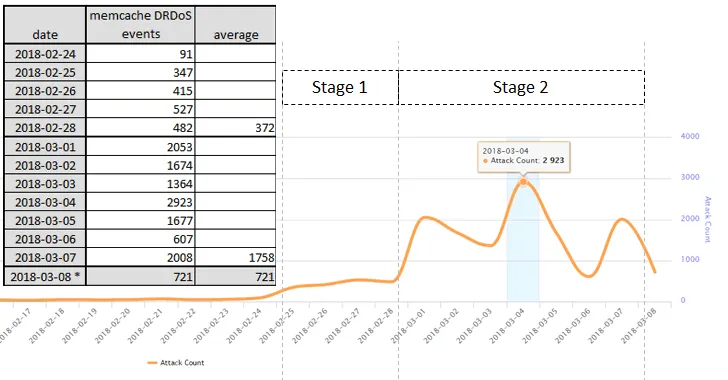 date memcache DRDoS events average
2018-02-24 91
2018-02-25 347
2018-02-26 415
2018-02-27 527
2018-02-28 482 372
2018-03-01 2053
2018-03-02 1674
2018-03-03 1364
2018-03-04 2923
2018-03-05 1677
2018-03-06 607
2018-03-07 2008 1758
2018-03-08 * 721 721
Stage 1 Stage 2
2018-03-04
Attack Count: 2 923
4000
3000
2000
1000
0
Attack Count
2018-02-17 2018-02-18 2018-02-19 2018-02-20 2018-02-21 2018-02-22 2018-02-23 2018-02-24 2018-02-25 2018-02-26 2018-02-27 2018-02-28 2018-03-01 2018-03-02 2018-03-03 2018-03-04 2018-03-05 2018-03-06 2018-03-07 2018-03-08
Attack Count